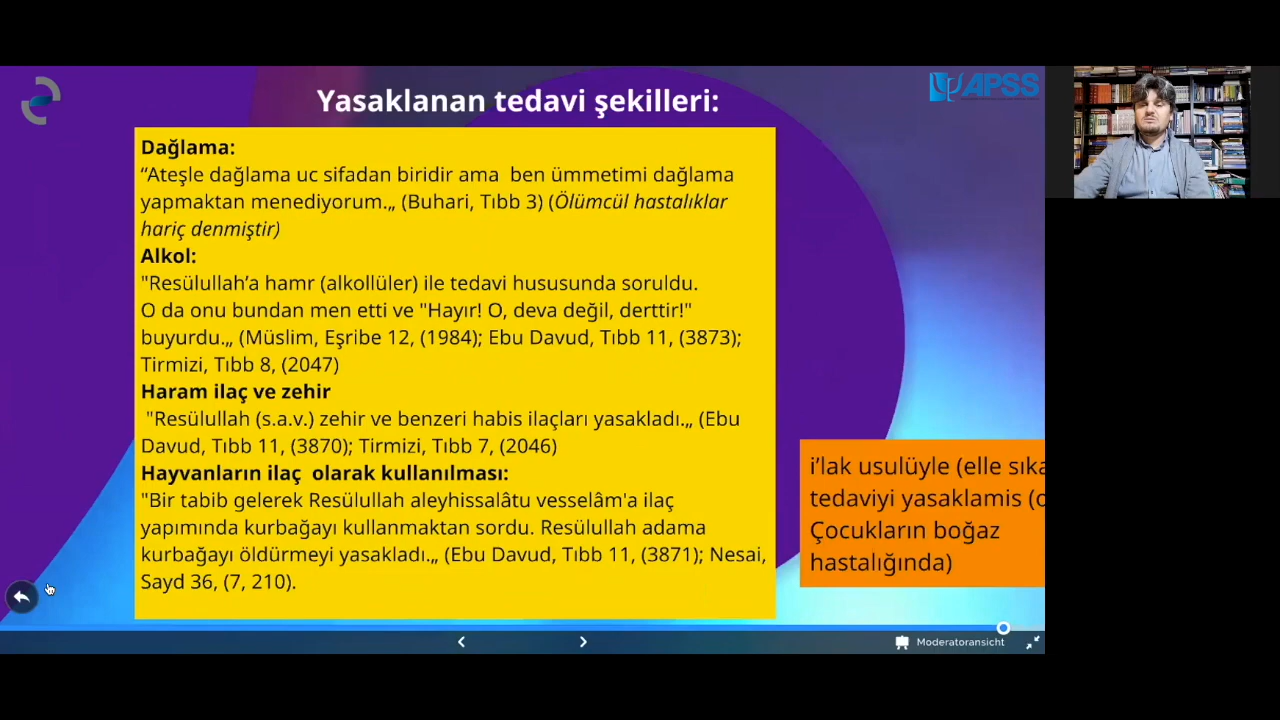 APSS
Yasaklanan tedavi şekilleri:
Dağlama:
“Ateşle dağlama uc sifadan biridir ama ben ümmetimi dağlama
yapmaktan menediyorum.„ (Buhari, Tıbb 3) (Ölümcül hastalıklar
hariç denmiştir)
Alkol:
"Resülullah’a hamr (alkollüler) ile tedavi hususunda soruldu.
O da onu bundan men etti ve "Hayır! O, deva değil, derttir!"
buyurdu.„ (Müslim, Eşribe 12, (1984); Ebu Davud, Tıbb 11, (3873);
Tirmizi, Tıbb 8, (2047)
Haram ilaç ve zehir
"Resülullah (s.a.v.) zehir ve benzeri habis ilaçları yasakladı.„ (Ebu
Davud, Tıbb 11, (3870); Tirmizi, Tıbb 7, (2046)
Hayvanların ilaç olarak kullanılması:
"Bir tabib gelerek Resülullah aleyhissalâtu vesselâm'a ilaç
yapımında kurbağayı kullanmaktan sordu. Resülullah adama
kurbağayı öldürmeyi yasakladı.„ (Ebu Davud, Tıbb 11, (3871); Nesai,
Sayd 36, (7, 210).
i’lak usulüyle (elle
tedaviyi yasaklamis
Çocukların boğaz
hastalığında)
Moderatoransicht